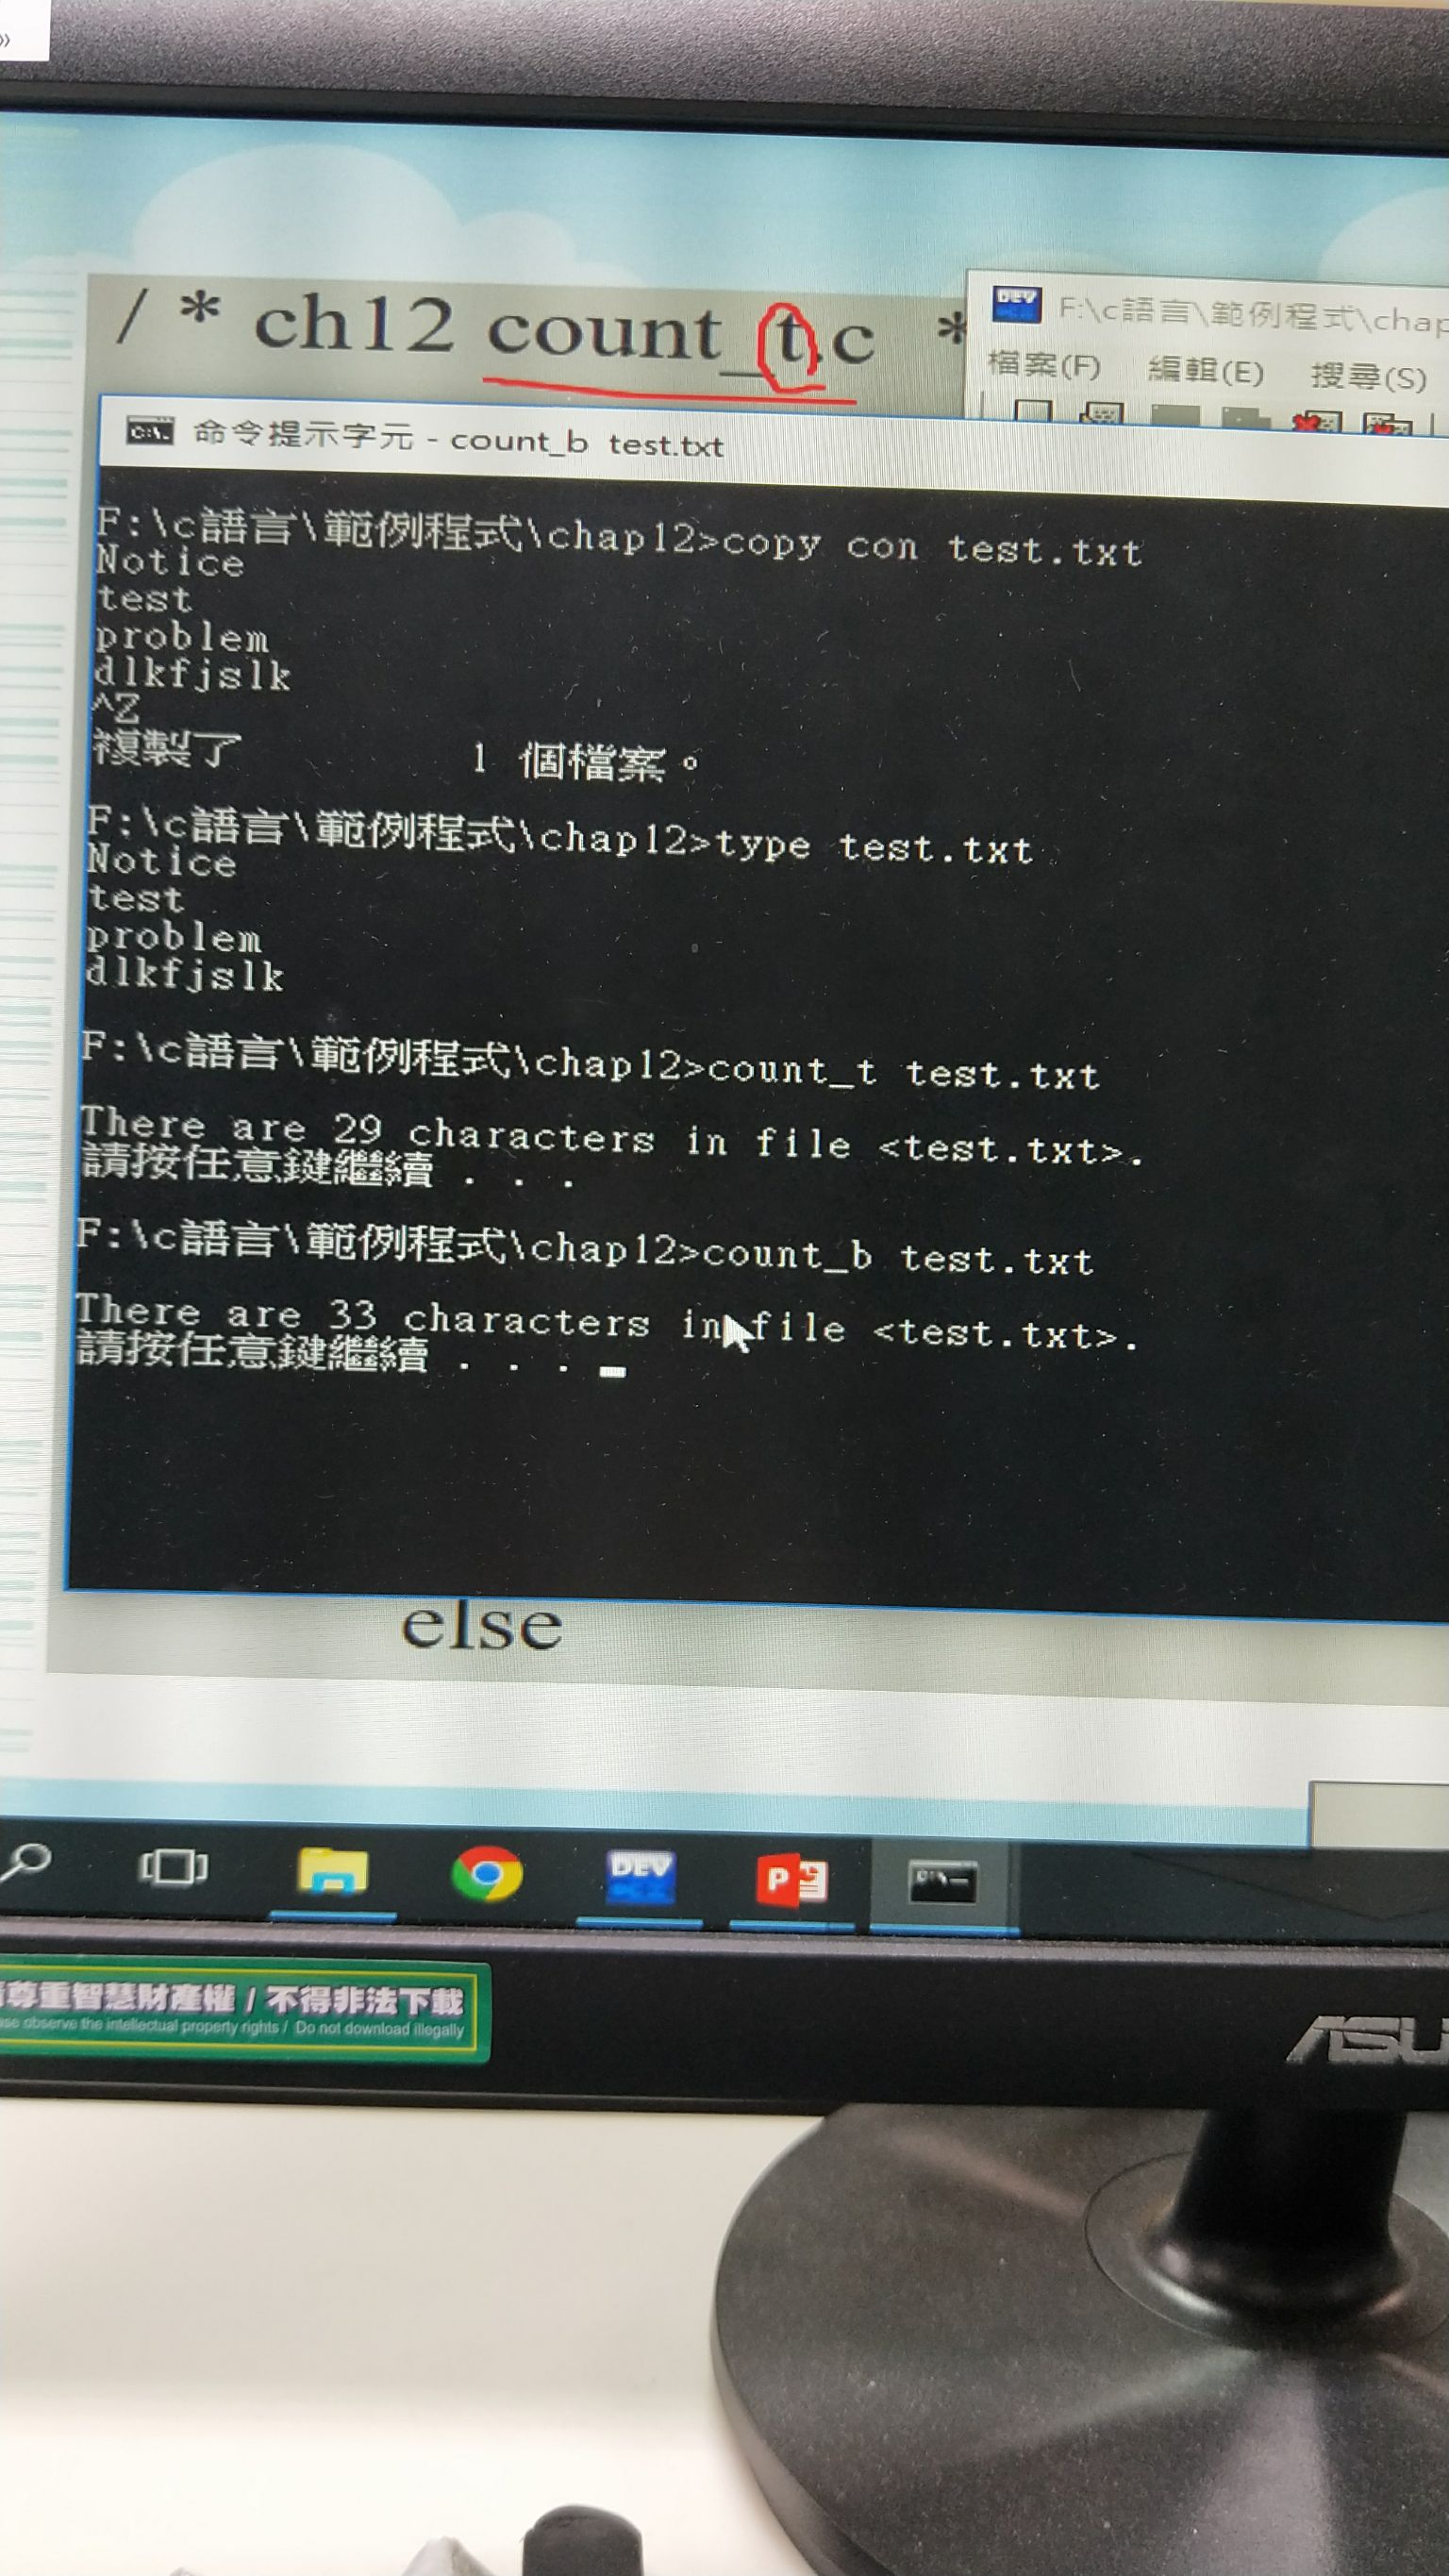 »
/ * ch12 count_t.c *
F:\c語言\範例程式\chap
檔案(F) 編輯(E) 搜尋(S)
命令提示字元 - count_b test.txt
F:\c語言\範例程式\chap12>copy con test.txt
Notice
test
problem
dlkfjslk
^Z
複製了 1 個檔案。
F:\c語言\範例程式\chap12>type test.txt
Notice
test
problem
dlkfjslk
F:\c語言\範例程式\chap12>count_t test.txt
There are 29 characters in file <test.txt>.
請按任意鍵繼續 . . .
F:\c語言\範例程式\chap12>count_b test.txt
There are 33 characters in file <test.txt>.
請按任意鍵繼續 . . .
else
DEV
尊重智慧財產權 / 不得非法下載
observe the intellectual property rights / Do not download illegally
ASU